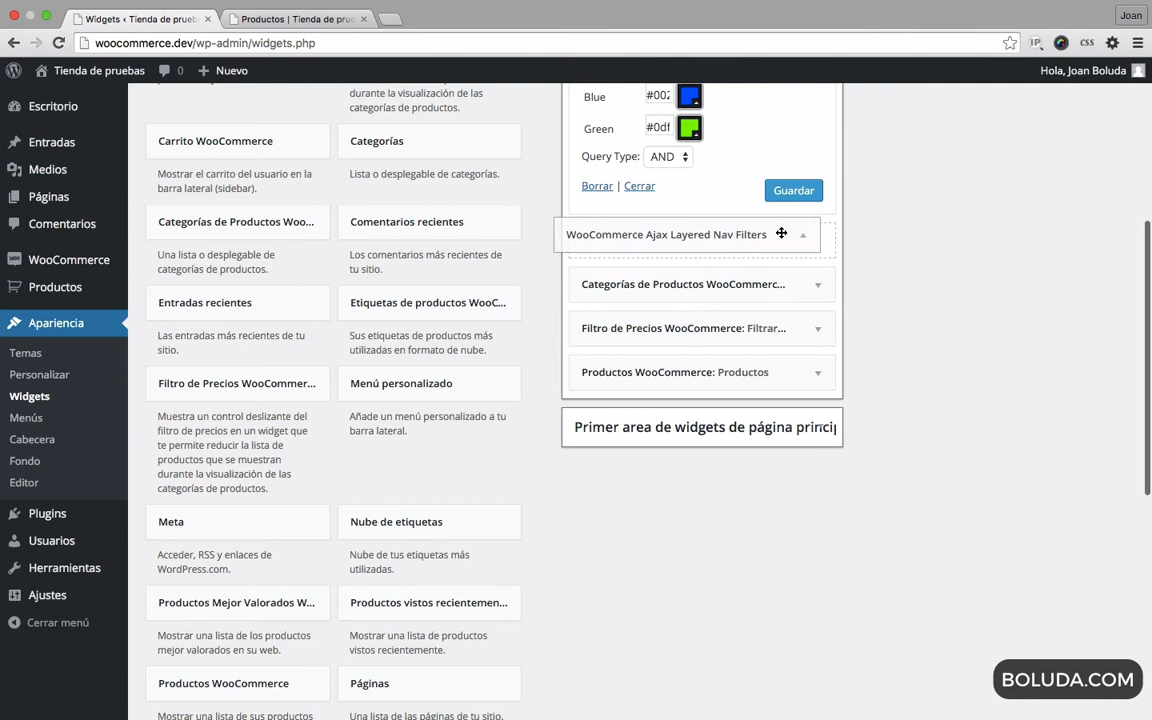 Widgets ‹ Tienda de prueb
Productos | Tienda de prue
Joan
woocommerce.dev/wp-admin/widgets.php
IP
CSS
Tienda de pruebas
0
Nuevo
Hola, Joan Boluda
Escritorio
Entradas
Medios
Páginas
Comentarios
WooCommerce
Productos
Apariencia
Temas
Personalizar
Widgets
Menús
Cabecera
Fondo
Editor
Plugins
Usuarios
Herramientas
Ajustes
Cerrar menú
durante la visualización de las
categorías de productos.
Carrito WooCommerce
Mostrar el carrito del usuario en la
barra lateral (sidebar).
Categorías
Lista o desplegable de categorías.
Categorías de Productos Woo...
Una lista o desplegable de
categorías de productos.
Comentarios recientes
Los comentarios más recientes de
tu sitio.
Entradas recientes
Las entradas más recientes de tu
sitio.
Etiquetas de productos WooC...
Sus etiquetas de productos más
utilizadas en formato de nube.
Filtro de Precios WooCommer...
Muestra un control deslizante del
filtro de precios en un widget que
te permite reducir la lista de
productos que se muestran
durante la visualización de las
categorías de productos.
Menú personalizado
Añade un menú personalizado a tu
barra lateral.
Meta
Acceder, RSS y enlaces de
WordPress.com.
Nube de etiquetas
Nube de tus etiquetas más
utilizadas.
Productos Mejor Valorados W...
Mostrar una lista de los productos
mejor valorados en su web.
Productos vistos recientemen...
Mostrar una lista de productos
vistos recientemente.
Productos WooCommerce
Mostrar una lista de sus productos
Páginas
Una lista de las páginas de tu sitio.
Blue
#002
Green
#0df
Query Type:
AND
Borrar | Cerrar
Guardar
WooCommerce Ajax Layered Nav Filters
Categorías de Productos WooCommerc...
Filtro de Precios WooCommerce: Filtrar...
Productos WooCommerce: Productos
Primer area de widgets de página princip
BOLUDA.COM